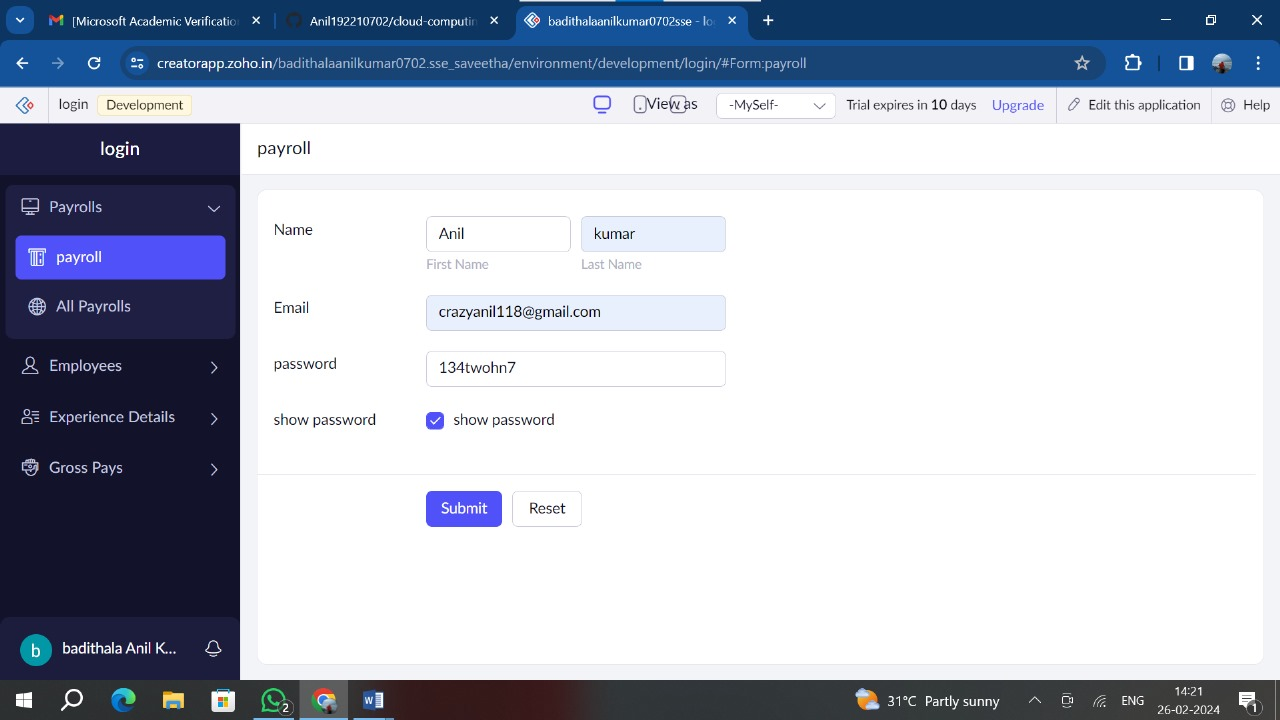 [Microsoft Academic Verificatio
Anil192210702/cloud-computin
badithalaanilkumar0702sse - lo
creatorapp.zoho.in/badithalaanilkumar0702.sse_saveetha/environment/development/login/#Form:payroll
login Development View as -MySelf- Trial expires in 10 days Upgrade Edit this application Help
login
payroll
Payrolls
payroll
All Payrolls
Employees
Experience Details
Gross Pays
badithala Anil K...
b
Name Anil kumar
First Name Last Name
Email crazyanil118@gmail.com
password 134twohn7
show password show password
Submit Reset
2
31°C Partly sunny ENG 14:21
26-02-2024
1